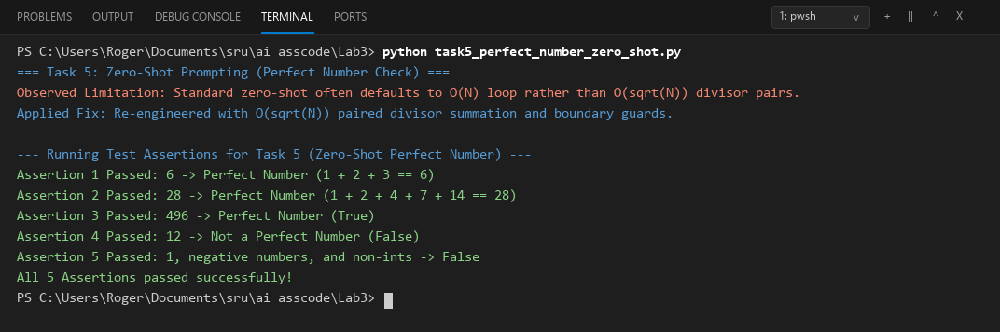 PROBLEMS OUTPUT DEBUG CONSOLE TERMINAL PORTS 1: pwsh v + || ^ X
PS C:\Users\Roger\Documents\sru\ai asscode\Lab3> python task5_perfect_number_zero_shot.py
=== Task 5: Zero-Shot Prompting (Perfect Number Check) ===
Observed Limitation: Standard zero-shot often defaults to O(N) loop rather than O(sqrt(N)) divisor pairs.
Applied Fix: Re-engineered with O(sqrt(N)) paired divisor summation and boundary guards.
--- Running Test Assertions for Task 5 (Zero-Shot Perfect Number) ---
Assertion 1 Passed: 6 -> Perfect Number (1 + 2 + 3 == 6)
Assertion 2 Passed: 28 -> Perfect Number (1 + 2 + 4 + 7 + 14 == 28)
Assertion 3 Passed: 496 -> Perfect Number (True)
Assertion 4 Passed: 12 -> Not a Perfect Number (False)
Assertion 5 Passed: 1, negative numbers, and non-ints -> False
All 5 Assertions passed successfully!
PS C:\Users\Roger\Documents\sru\ai asscode\Lab3>